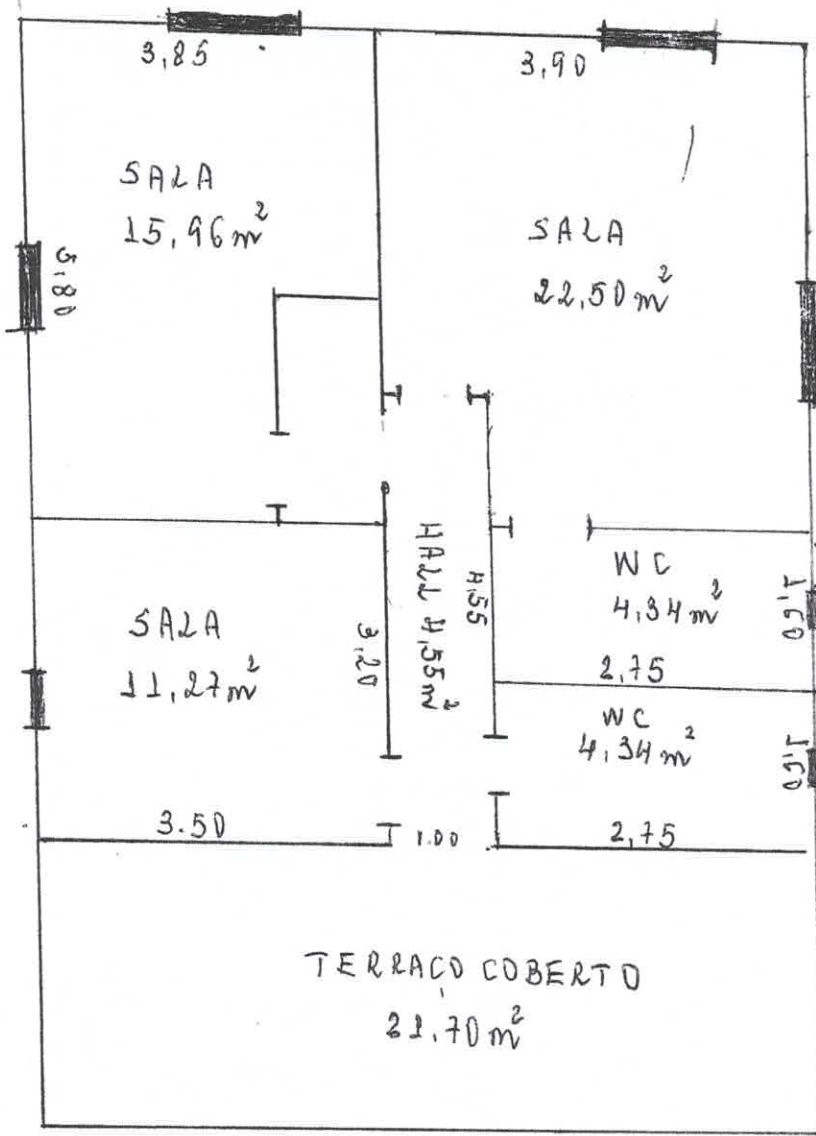 3,85
3,90
SALA
15,96 m²
5,80
SALA
22,50 m²
SALA
11,27 m²
3.50
3,20
HALL 4,55 m²
4,55
1.00
WC
4,34 m²
1,60
2,75
WC
4,34 m²
1,60
2,75
TERRAÇO COBERTO
21,70 m²